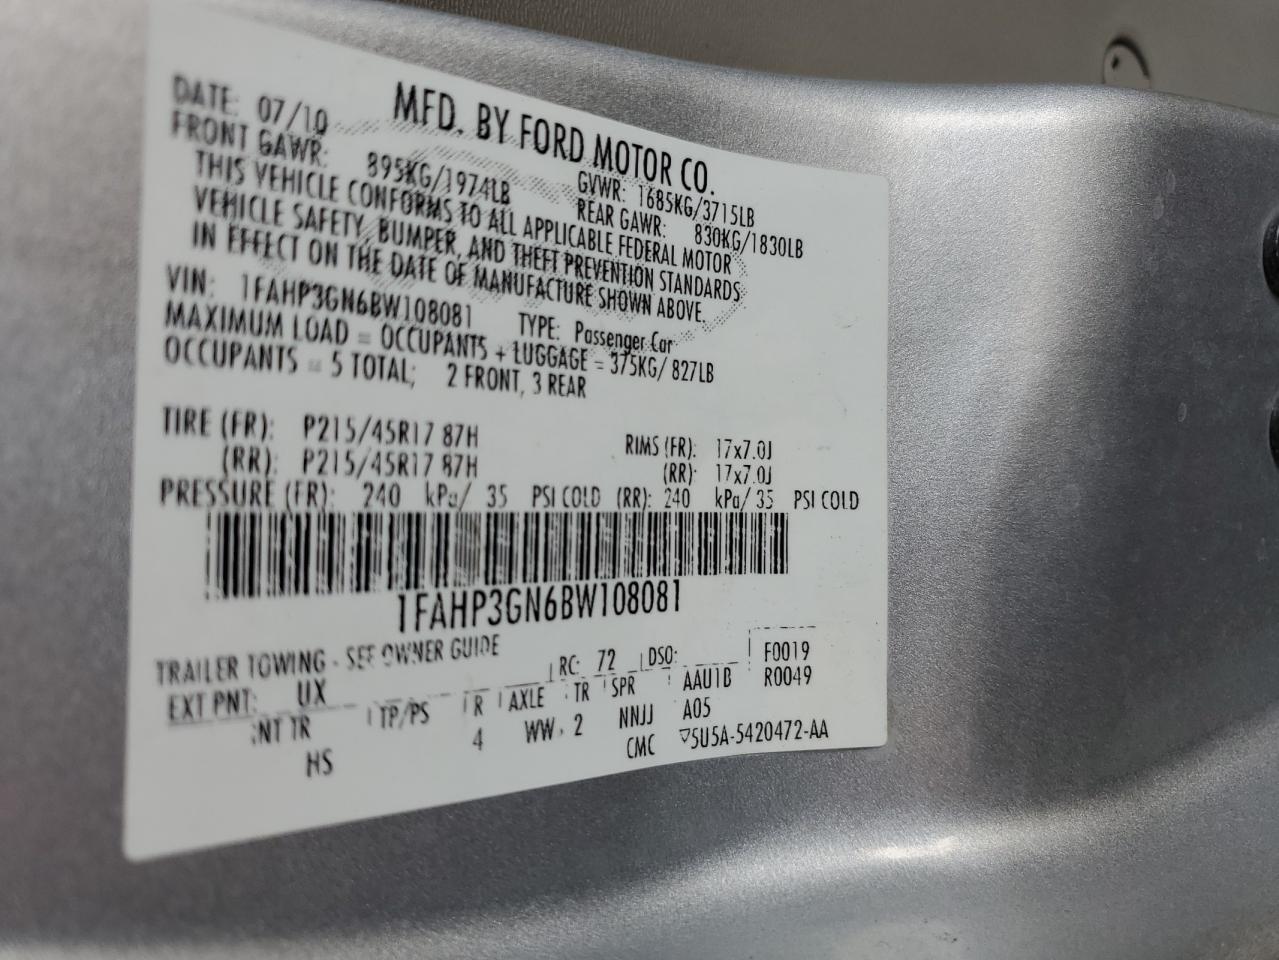 MFD. BY FORD MOTOR CO.
DATE: 07/10 GVWR: 1685KG/3715LB
FRONT GAWR: 895KG/1974LB REAR GAWR: 830KG/1830LB
THIS VEHICLE CONFORMS TO ALL APPLICABLE FEDERAL MOTOR
VEHICLE SAFETY, BUMPER, AND THEFT PREVENTION STANDARDS
IN EFFECT ON THE DATE OF MANUFACTURE SHOWN ABOVE.
VIN: 1FAHP3GN6BW108081 TYPE: Passenger Car
MAXIMUM LOAD = OCCUPANTS + LUGGAGE = 375KG/ 827LB
OCCUPANTS = 5 TOTAL; 2 FRONT, 3 REAR
TIRE (FR): P215/45R17 87H RIMS (FR): 17x7.0J
(RR): P215/45R17 87H (RR): 17x7.0J
PRESSURE (FR): 240 kPa/ 35 PSI COLD (RR): 240 kPa/ 35 PSI COLD
1FAHP3GN6BW108081
TRAILER TOWING - SEE OWNER GUIDE
EXT PNT: UX RC: 72 DSO: F0019
INT TR TP/PS R AXLE TR SPR AAU1B R0049
HS 4 WW 2 NNJJ A05
CMC ▽5U5A-5420472-AA